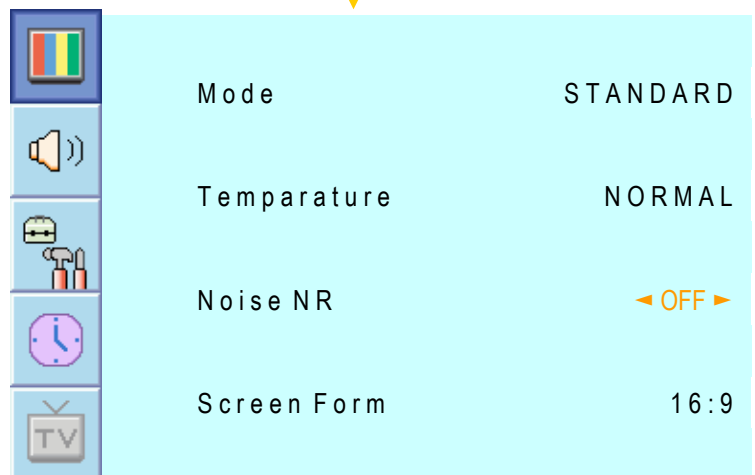 Mode STANDARD
Temparature NORMAL
Noise NR ◄ OFF ►
Screen Form 16:9
TV